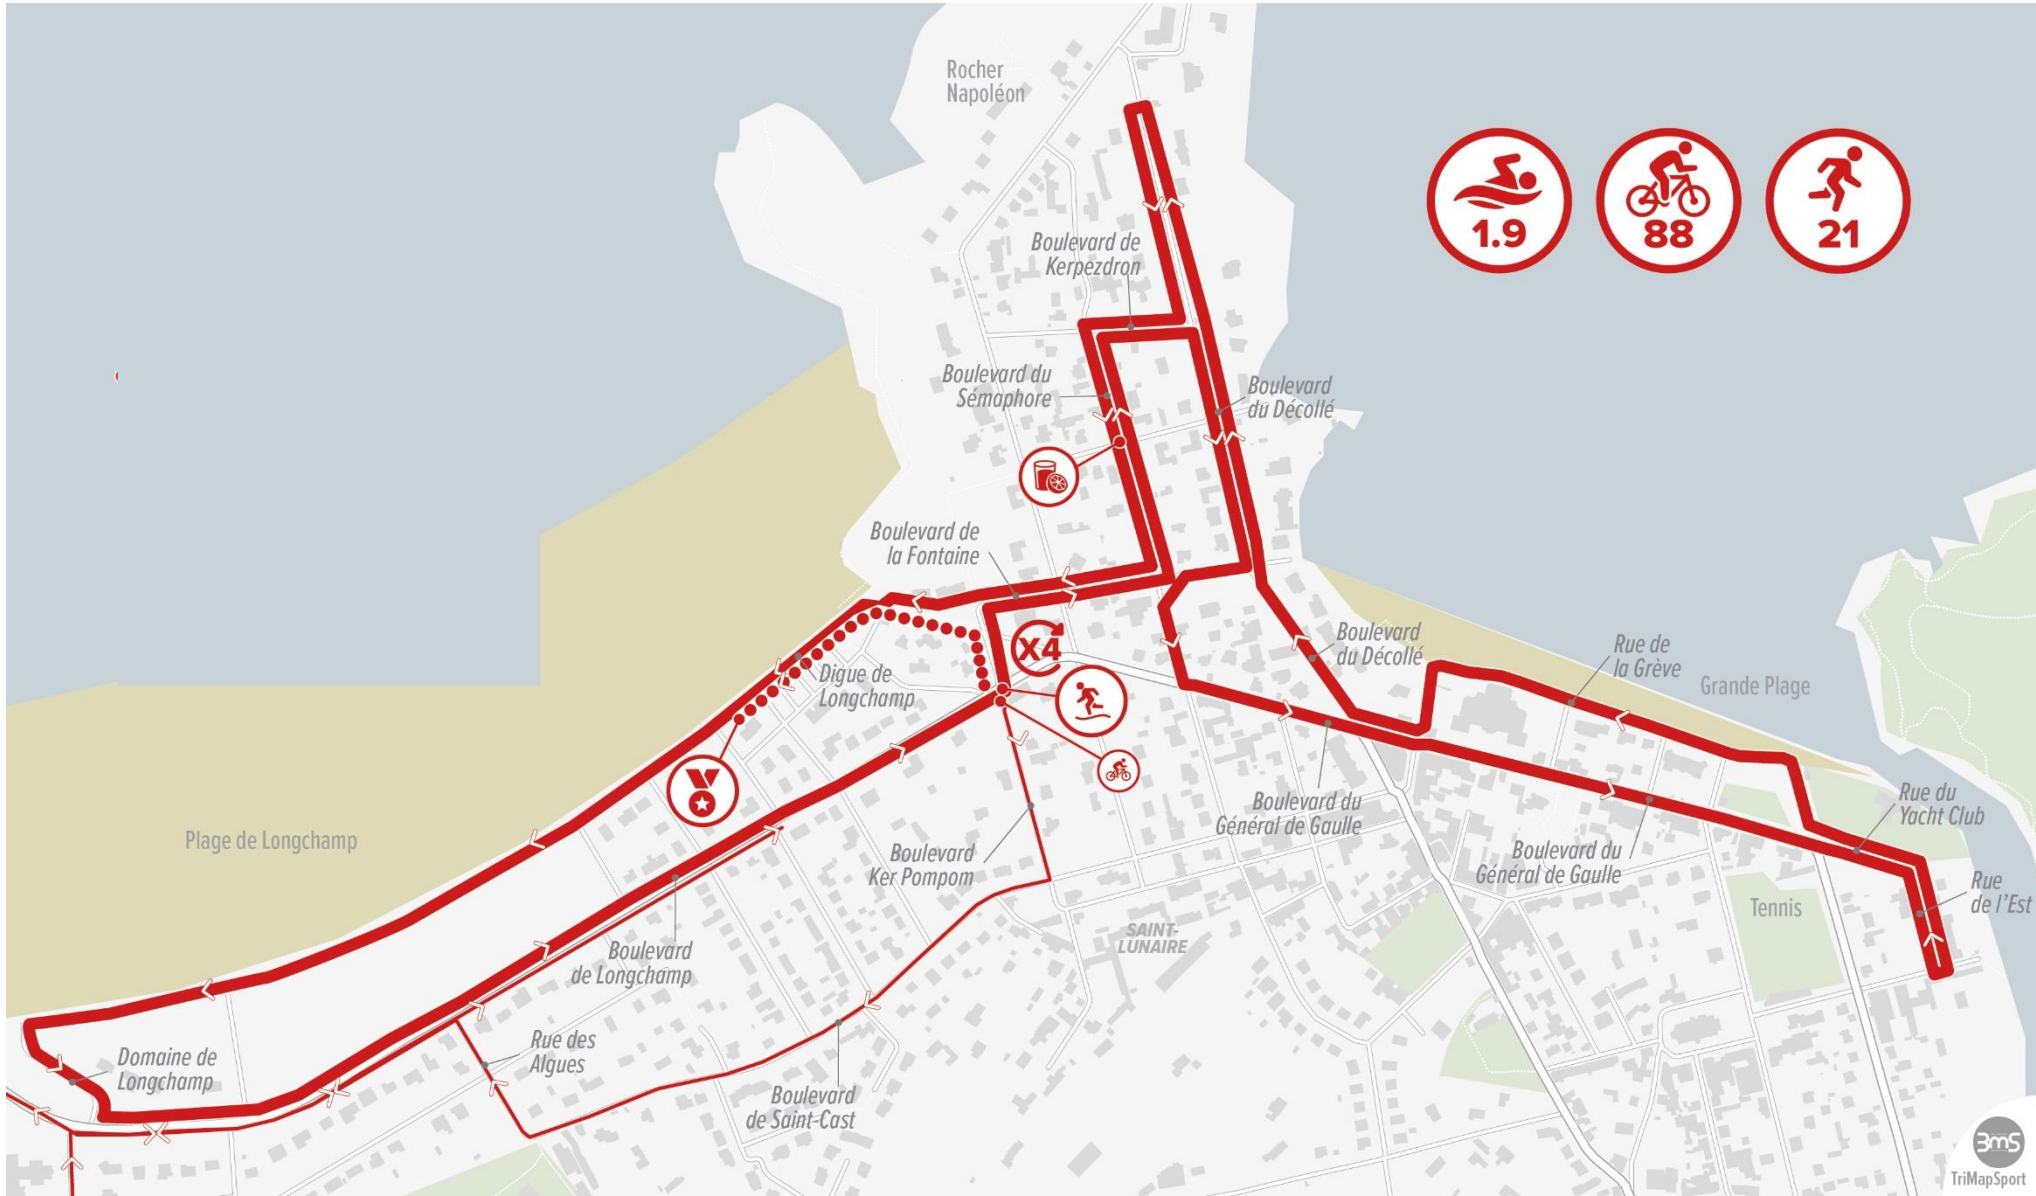 Rocher
Napoléon
1.9
88
21
Boulevard de
Kerpezdron
Boulevard du
Sémaphore
Boulevard
du Décollé
Boulevard de
la Fontaine
X4
Boulevard
du Décollé
Rue de
la Grève
Grande Plage
Digue de
Longchamp
Plage de Longchamp
Boulevard du
Général de Gaulle
Rue du
Yacht Club
Boulevard
Ker Pompom
Boulevard du
Général de Gaulle
Rue
de l'Est
Tennis
SAINT-
LUNAIRE
Boulevard
de Longchamp
Rue des
Algues
Domaine de
Longchamp
Boulevard
de Saint-Cast
3mS
TriMapSport